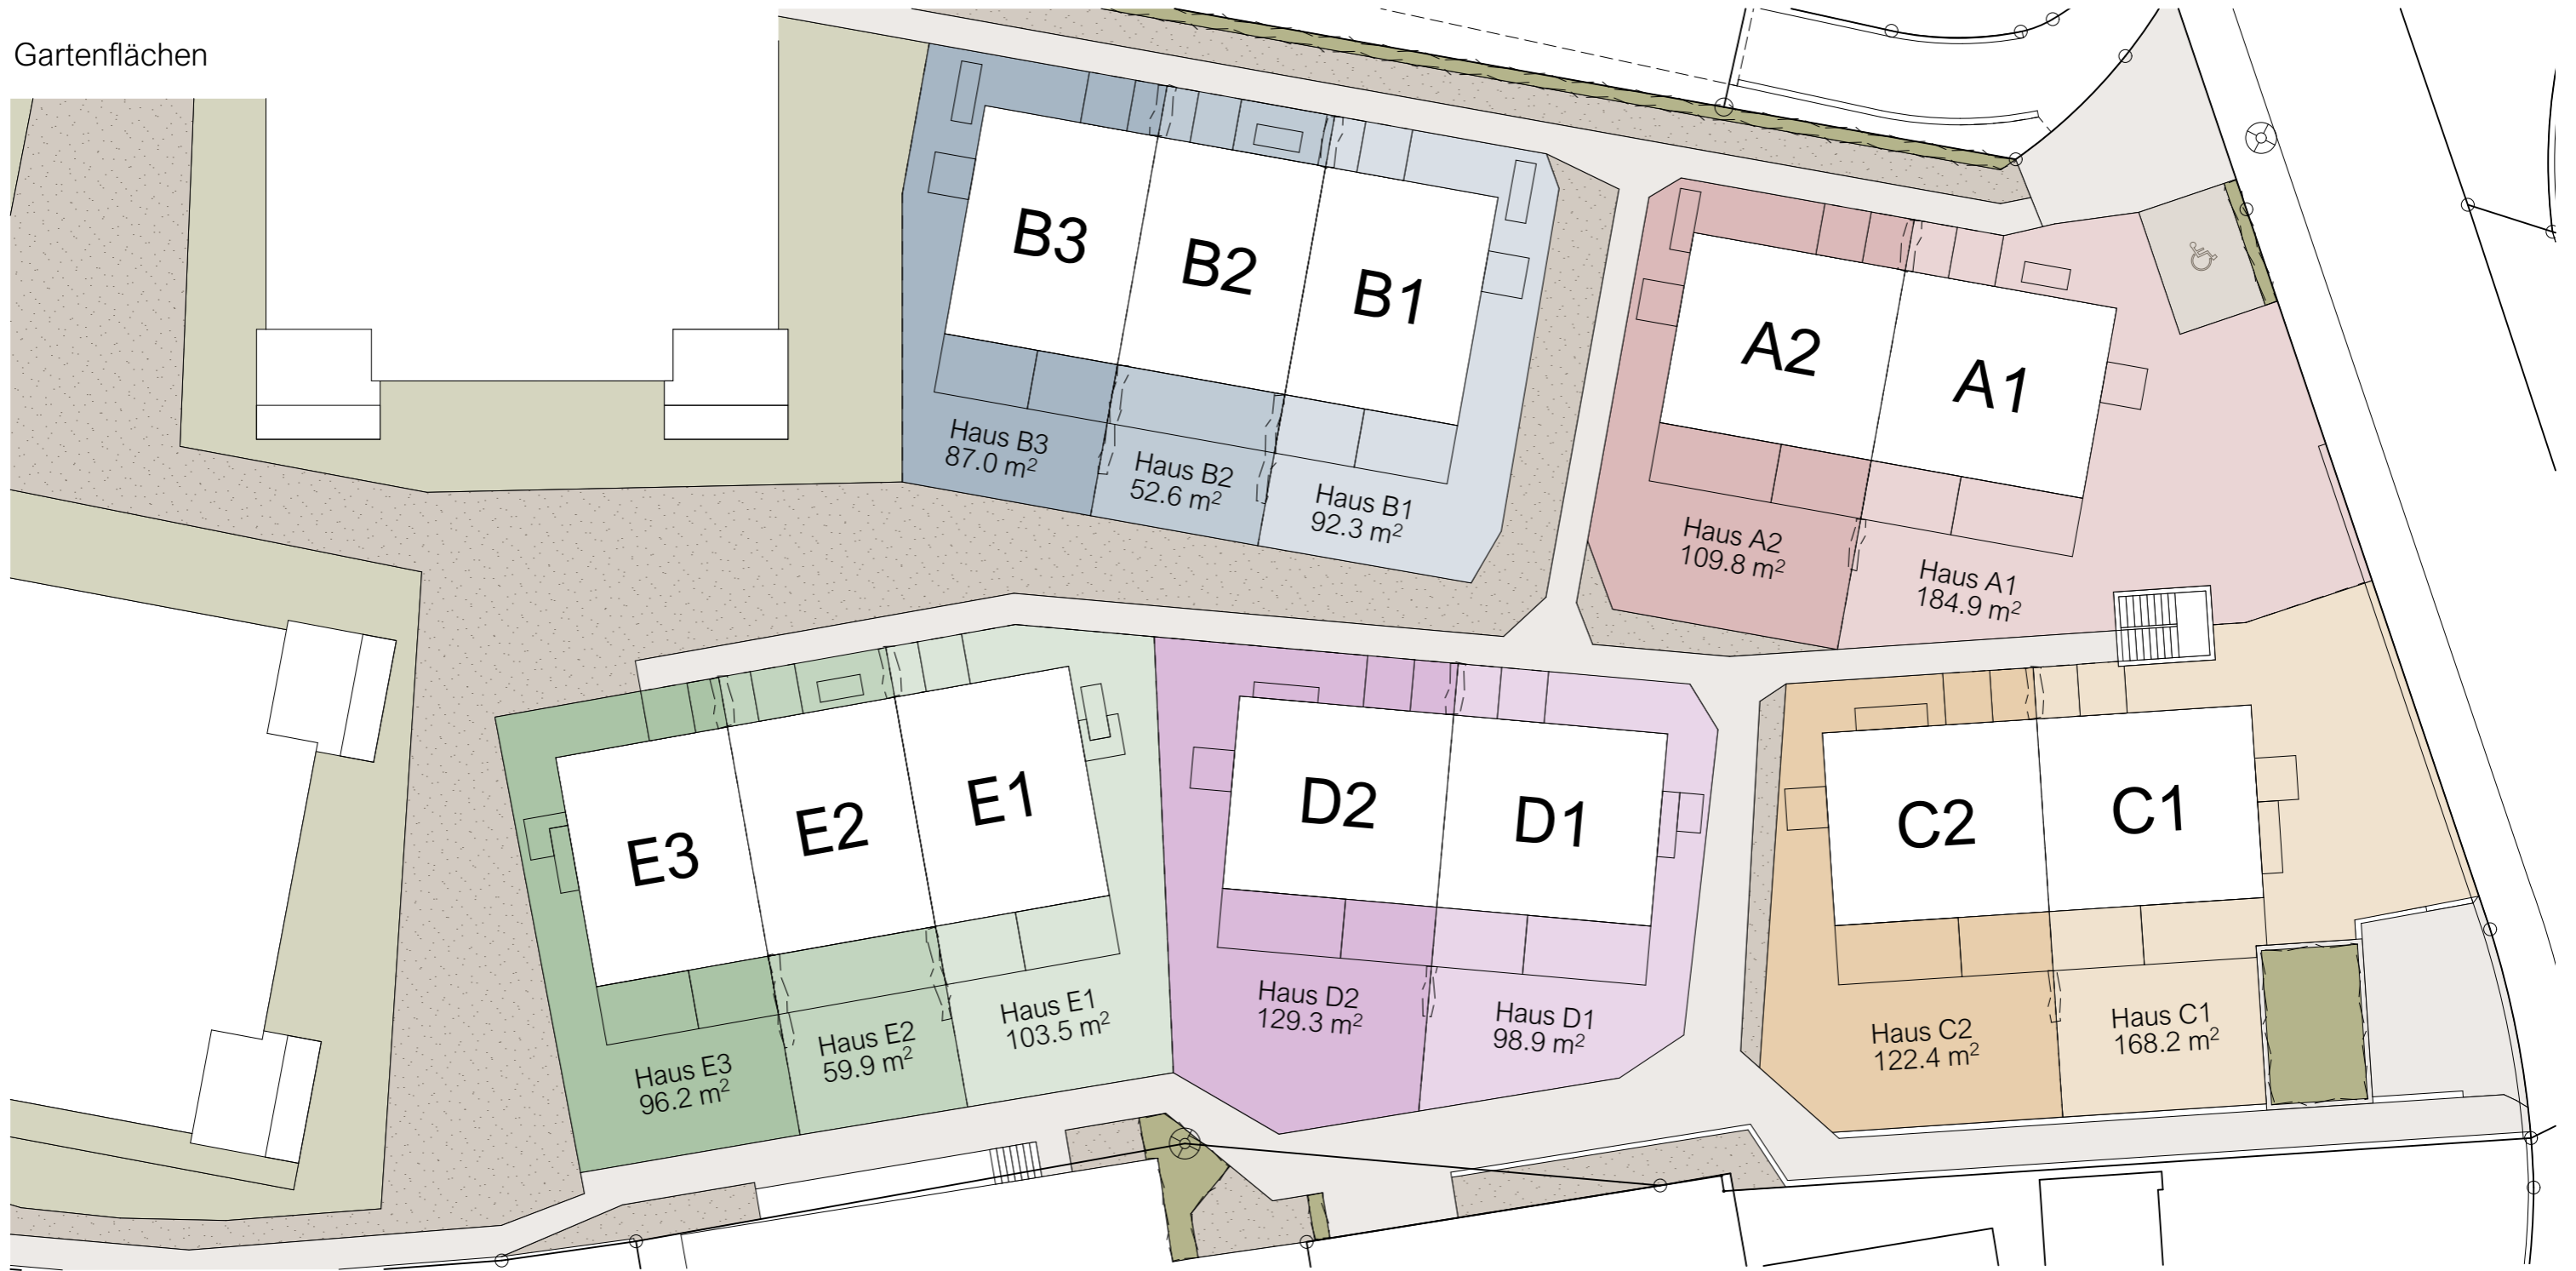 Gartenflächen
B3
B2
B1
Haus B3
87.0 m²
Haus B2
52.6 m²
Haus B1
92.3 m²
A2
A1
Haus A2
109.8 m²
Haus A1
184.9 m²
E3
E2
E1
Haus E3
96.2 m²
Haus E2
59.9 m²
Haus E1
103.5 m²
D2
D1
Haus D2
129.3 m²
Haus D1
98.9 m²
C2
C1
Haus C2
122.4 m²
Haus C1
168.2 m²